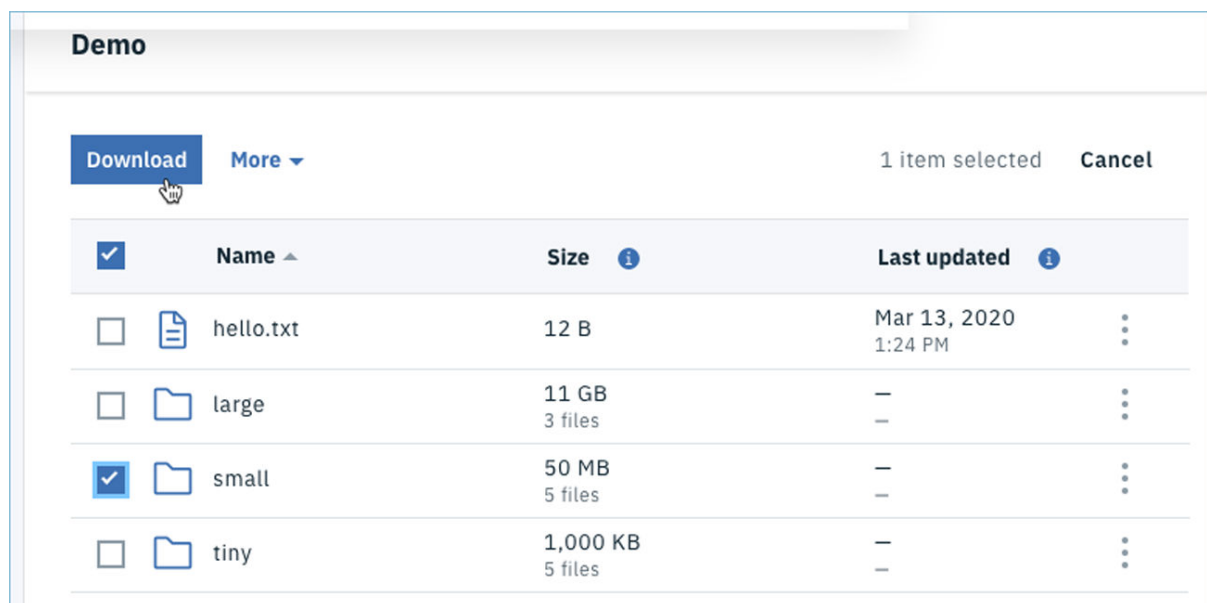 Demo
Download More 1 item selected Cancel
Name Size Last updated
hello.txt 12 B Mar 13, 2020
1:24 PM
large 11 GB —
3 files —
small 50 MB —
5 files —
tiny 1,000 KB —
5 files —